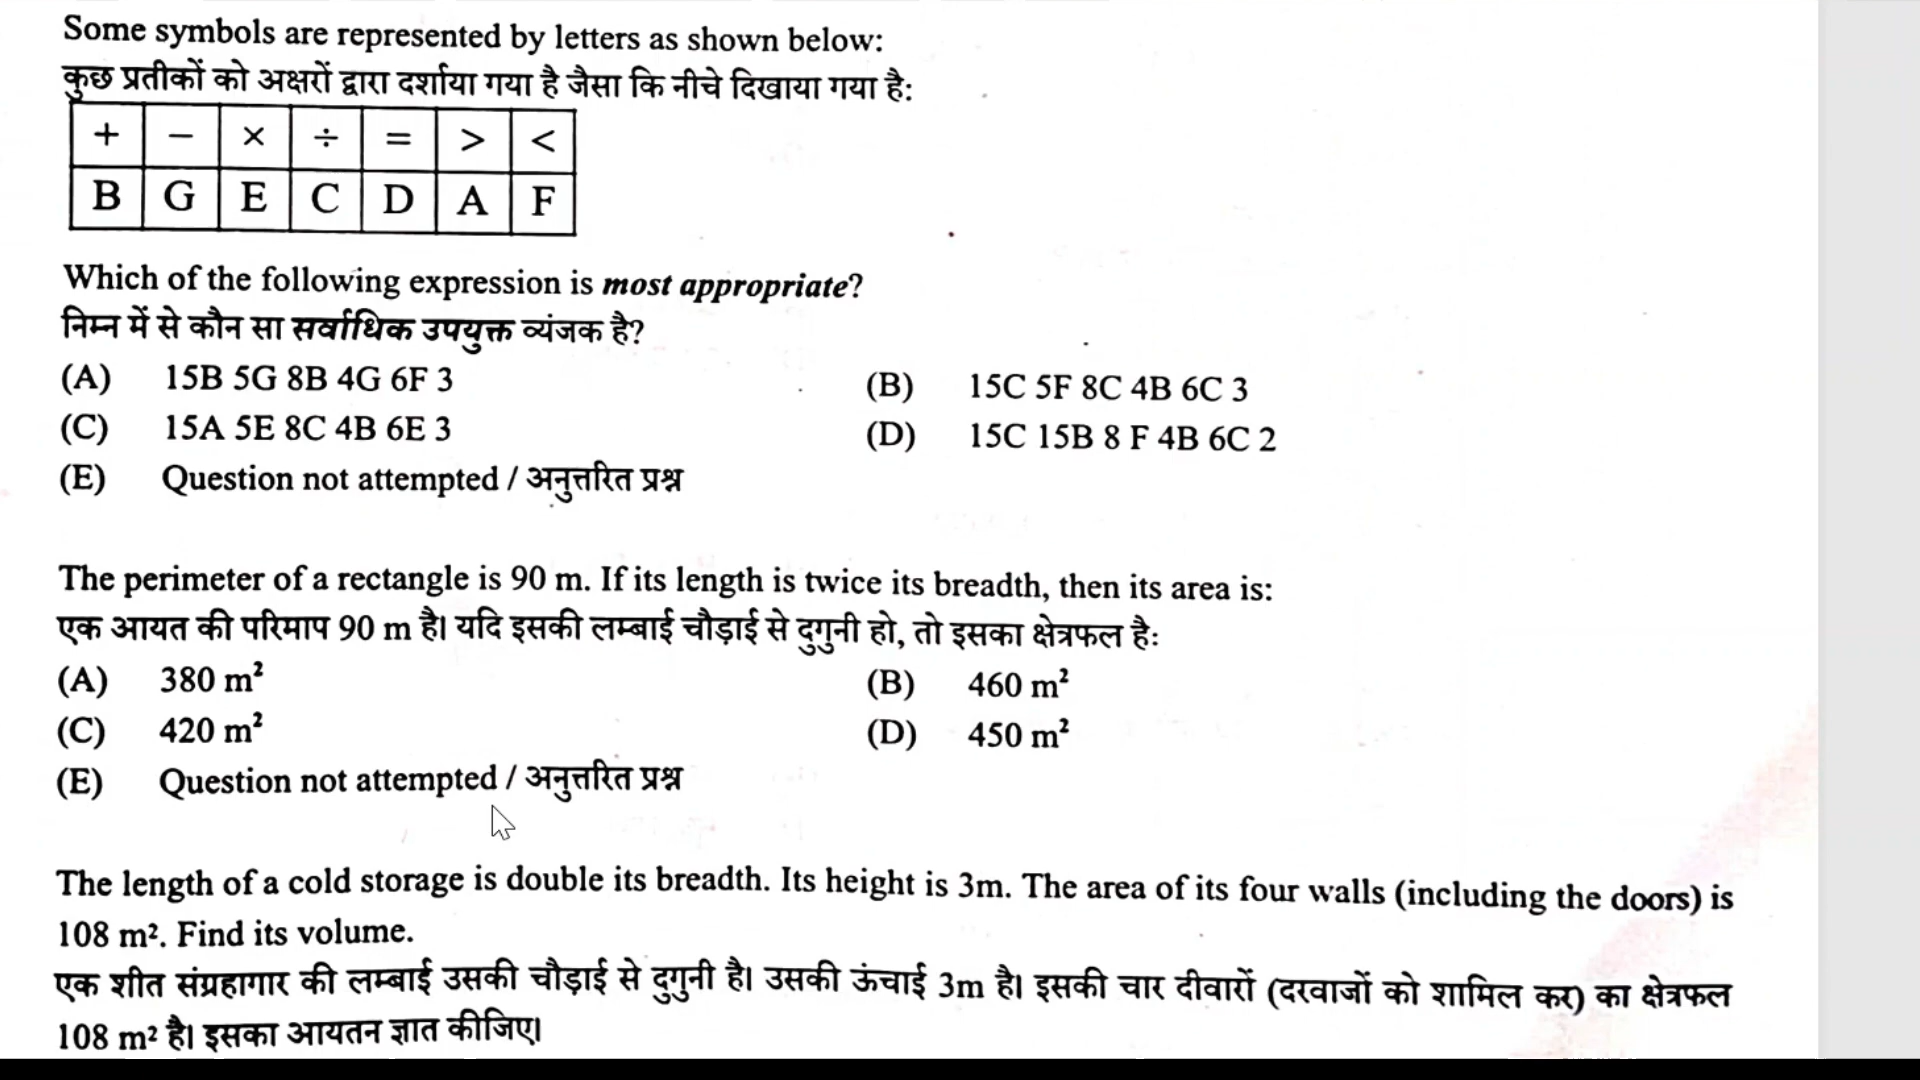 Some symbols are represented by letters as shown below:
कुछ प्रतीकों को अक्षरों द्वारा दर्शाया गया है जैसा कि नीचे दिखाया गया है:
+ − × ÷ = > <
B G E C D A F
Which of the following expression is most appropriate?
निम्न में से कौन सा सर्वाधिक उपयुक्त व्यंजक है?
(A) 15B 5G 8B 4G 6F 3 (B) 15C 5F 8C 4B 6C 3
(C) 15A 5E 8C 4B 6E 3 (D) 15C 15B 8 F 4B 6C 2
(E) Question not attempted / अनुत्तरित प्रश्न
The perimeter of a rectangle is 90 m. If its length is twice its breadth, then its area is:
एक आयत की परिमाप 90 m है। यदि इसकी लम्बाई चौड़ाई से दुगुनी हो, तो इसका क्षेत्रफल है:
(A) 380 m² (B) 460 m²
(C) 420 m² (D) 450 m²
(E) Question not attempted / अनुत्तरित प्रश्न
The length of a cold storage is double its breadth. Its height is 3m. The area of its four walls (including the doors) is
108 m². Find its volume.
एक शीत संग्रहागार की लम्बाई उसकी चौड़ाई से दुगुनी है। उसकी ऊंचाई 3m है। इसकी चार दीवारों (दरवाजों को शामिल कर) का क्षेत्रफल
108 m² है। इसका आयतन ज्ञात कीजिए।